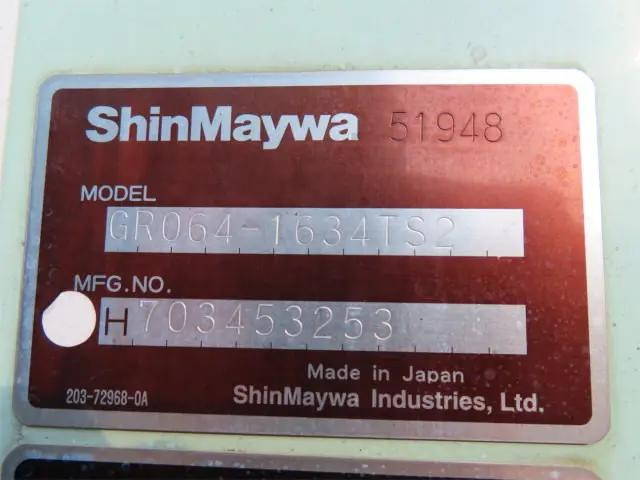 ShinMaywa 51948
MODEL
GR064-1634TS2
MFG.NO.
H703453253
Made in Japan
203-72968-0A
ShinMaywa Industries, Ltd.